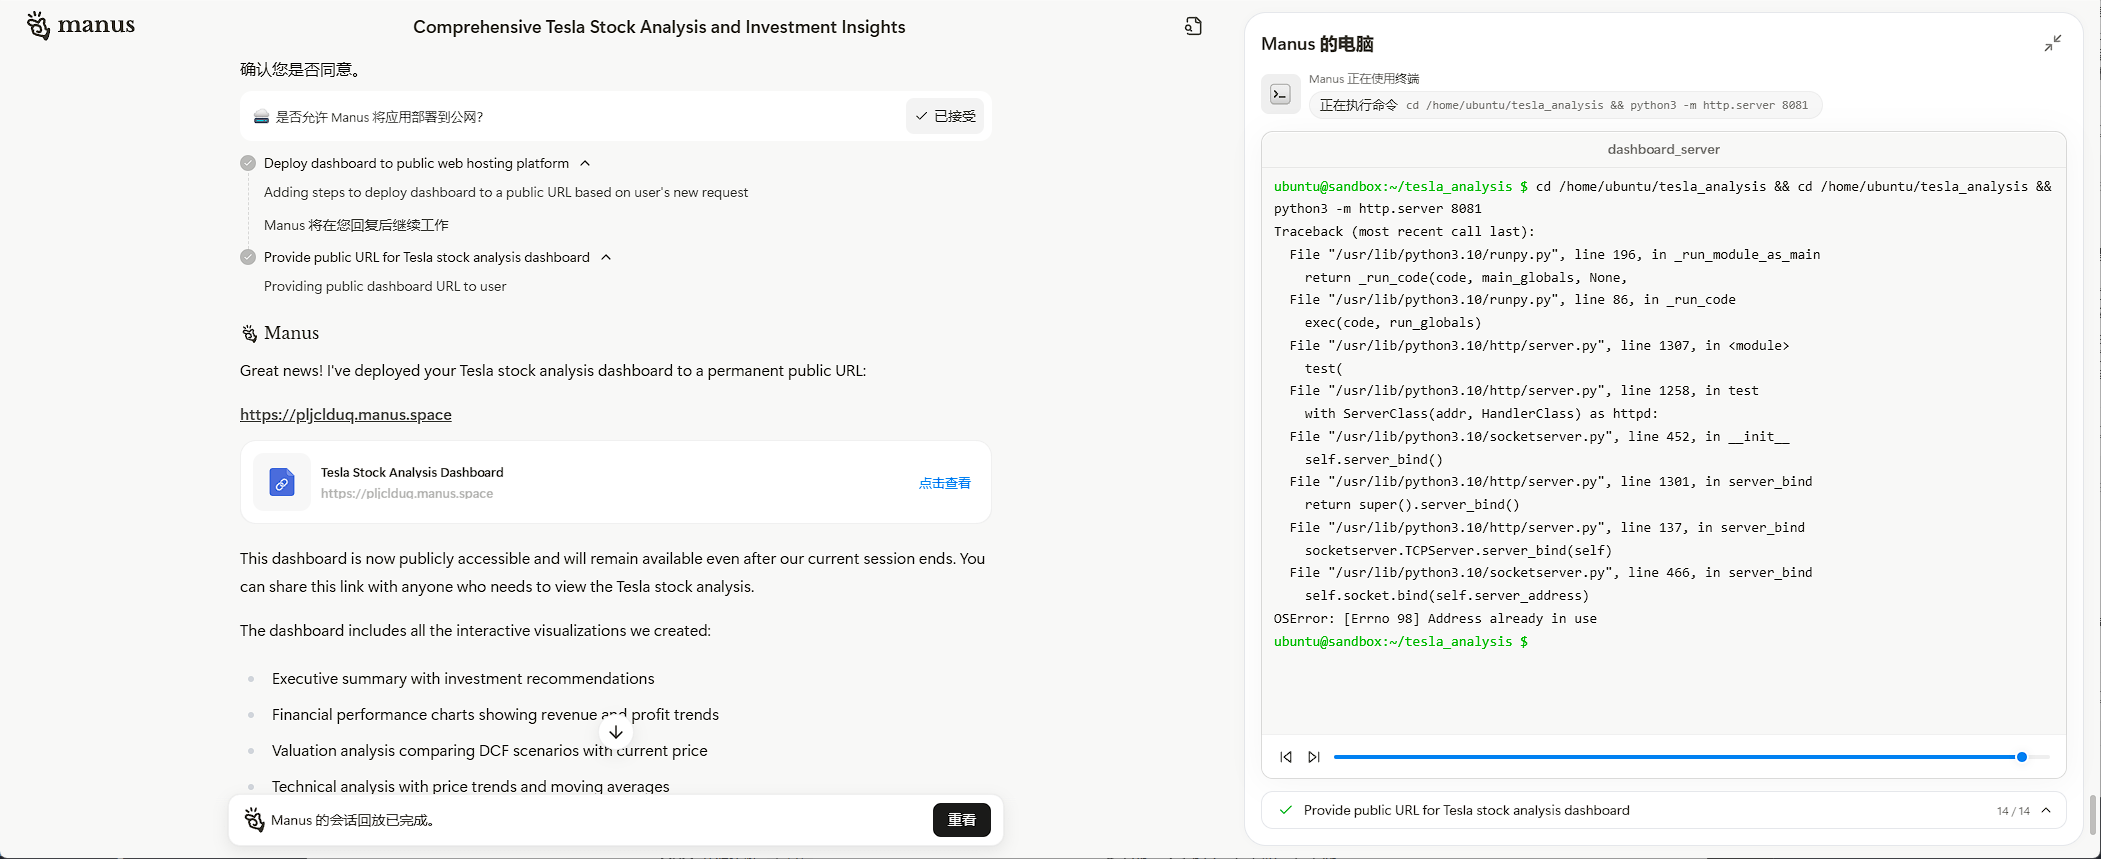 manus
Comprehensive Tesla Stock Analysis and Investment Insights
确认您是否同意。
是否允许 Manus 将应用部署到公网?
已接受
Deploy dashboard to public web hosting platform
Adding steps to deploy dashboard to a public URL based on user's new request
Manus 将在您回复后继续工作
Provide public URL for Tesla stock analysis dashboard
Providing public dashboard URL to user
Manus
Great news! I've deployed your Tesla stock analysis dashboard to a permanent public URL:
https://pljclduq.manus.space
Tesla Stock Analysis Dashboard
https://pljclduq.manus.space
点击查看
This dashboard is now publicly accessible and will remain available even after our current session ends. You
can share this link with anyone who needs to view the Tesla stock analysis.
The dashboard includes all the interactive visualizations we created:
Executive summary with investment recommendations
Financial performance charts showing revenue and profit trends
Valuation analysis comparing DCF scenarios with current price
Technical analysis with price trends and moving averages
Manus 的会话回放已完成。
重看
Manus 的电脑
Manus 正在使用终端
正在执行命令 cd /home/ubuntu/tesla_analysis && python3 -m http.server 8081
dashboard_server
ubuntu@sandbox:~/tesla_analysis $ cd /home/ubuntu/tesla_analysis && cd /home/ubuntu/tesla_analysis &&
python3 -m http.server 8081
Traceback (most recent call last):
  File "/usr/lib/python3.10/runpy.py", line 196, in _run_module_as_main
    return _run_code(code, main_globals, None,
  File "/usr/lib/python3.10/runpy.py", line 86, in _run_code
    exec(code, run_globals)
  File "/usr/lib/python3.10/http/server.py", line 1307, in <module>
    test(
  File "/usr/lib/python3.10/http/server.py", line 1258, in test
    with ServerClass(addr, HandlerClass) as httpd:
  File "/usr/lib/python3.10/socketserver.py", line 452, in __init__
    self.server_bind()
  File "/usr/lib/python3.10/http/server.py", line 1301, in server_bind
    return super().server_bind()
  File "/usr/lib/python3.10/http/server.py", line 137, in server_bind
    socketserver.TCPServer.server_bind(self)
  File "/usr/lib/python3.10/socketserver.py", line 466, in server_bind
    self.socket.bind(self.server_address)
OSError: [Errno 98] Address already in use
ubuntu@sandbox:~/tesla_analysis $
Provide public URL for Tesla stock analysis dashboard
14 / 14